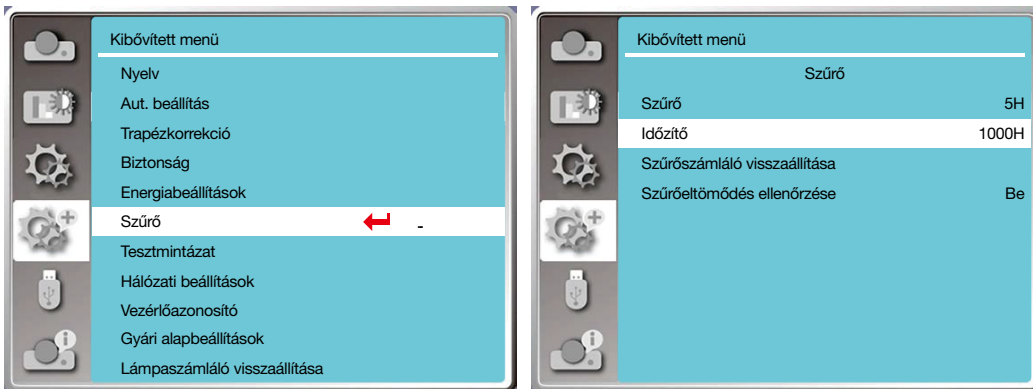 Kibővített menü
Nyelv
Aut. beállítás
Trapézkorrekció
Biztonság
Energiabeállítások
Szűrő -
Tesztmintázat
Hálózati beállítások
Vezérlőazonosító
Gyári alapbeállítások
Lámpaszámláló visszaállítása
Kibővített menü
Szűrő
Szűrő 5H
Időzítő 1000H
Szűrőszámláló visszaállítása
Szűrőeltömődés ellenőrzése Be